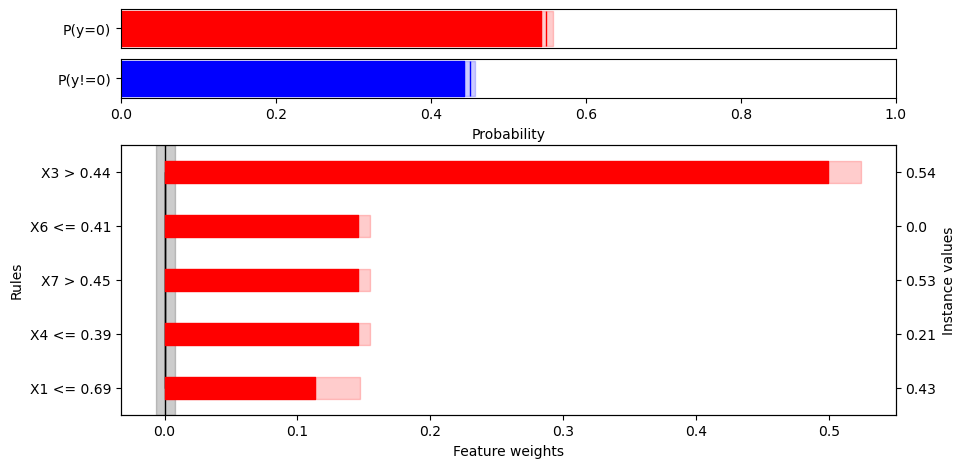 P(y=0)
P(y!=0)
0.0 0.2 0.4 0.6 0.8 1.0
Probability
X3 > 0.44 0.54
X6 <= 0.41 0.0
X7 > 0.45 0.53
X4 <= 0.39 0.21
X1 <= 0.69 0.43
Rules
Instance values
0.0 0.1 0.2 0.3 0.4 0.5
Feature weights